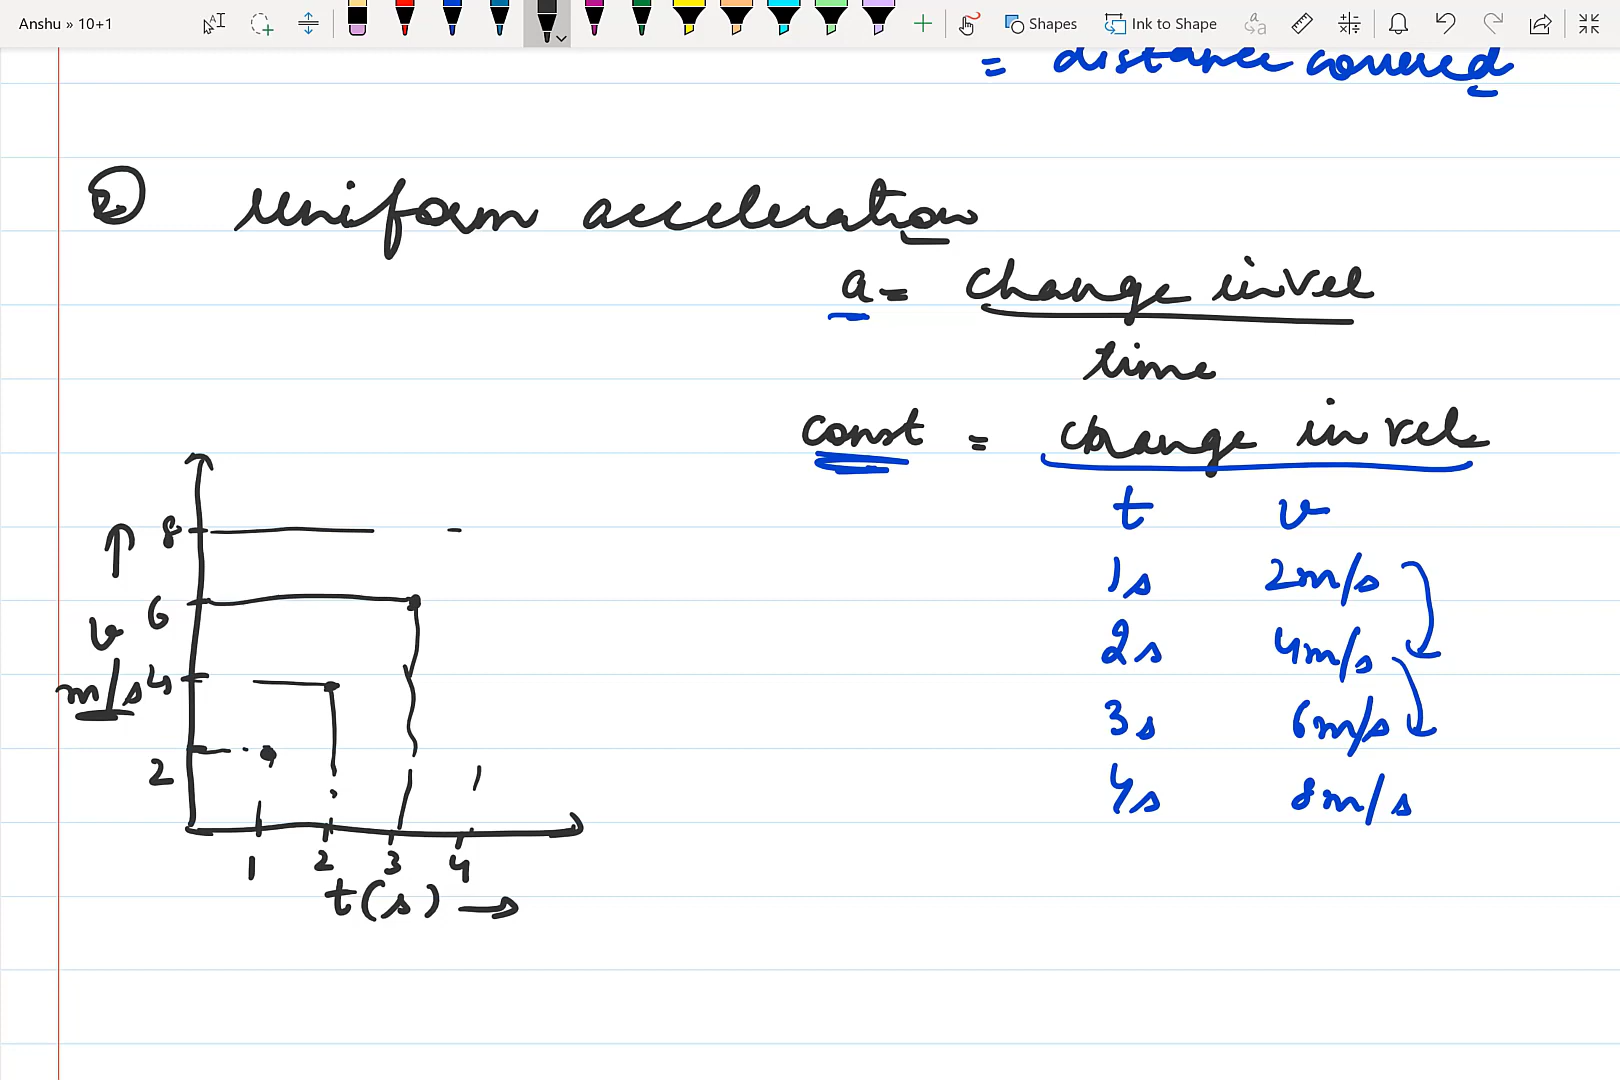 Anshu » 10+1
Shapes
Ink to Shape
= distance covered
② uniform acceleration
a = change in vel
time
const = change in vel
t v
1s 2m/s
2s 4m/s
3s 6m/s
4s 8m/s
8
6
v
m/s 4
2
1 2 3 4
t(s) →